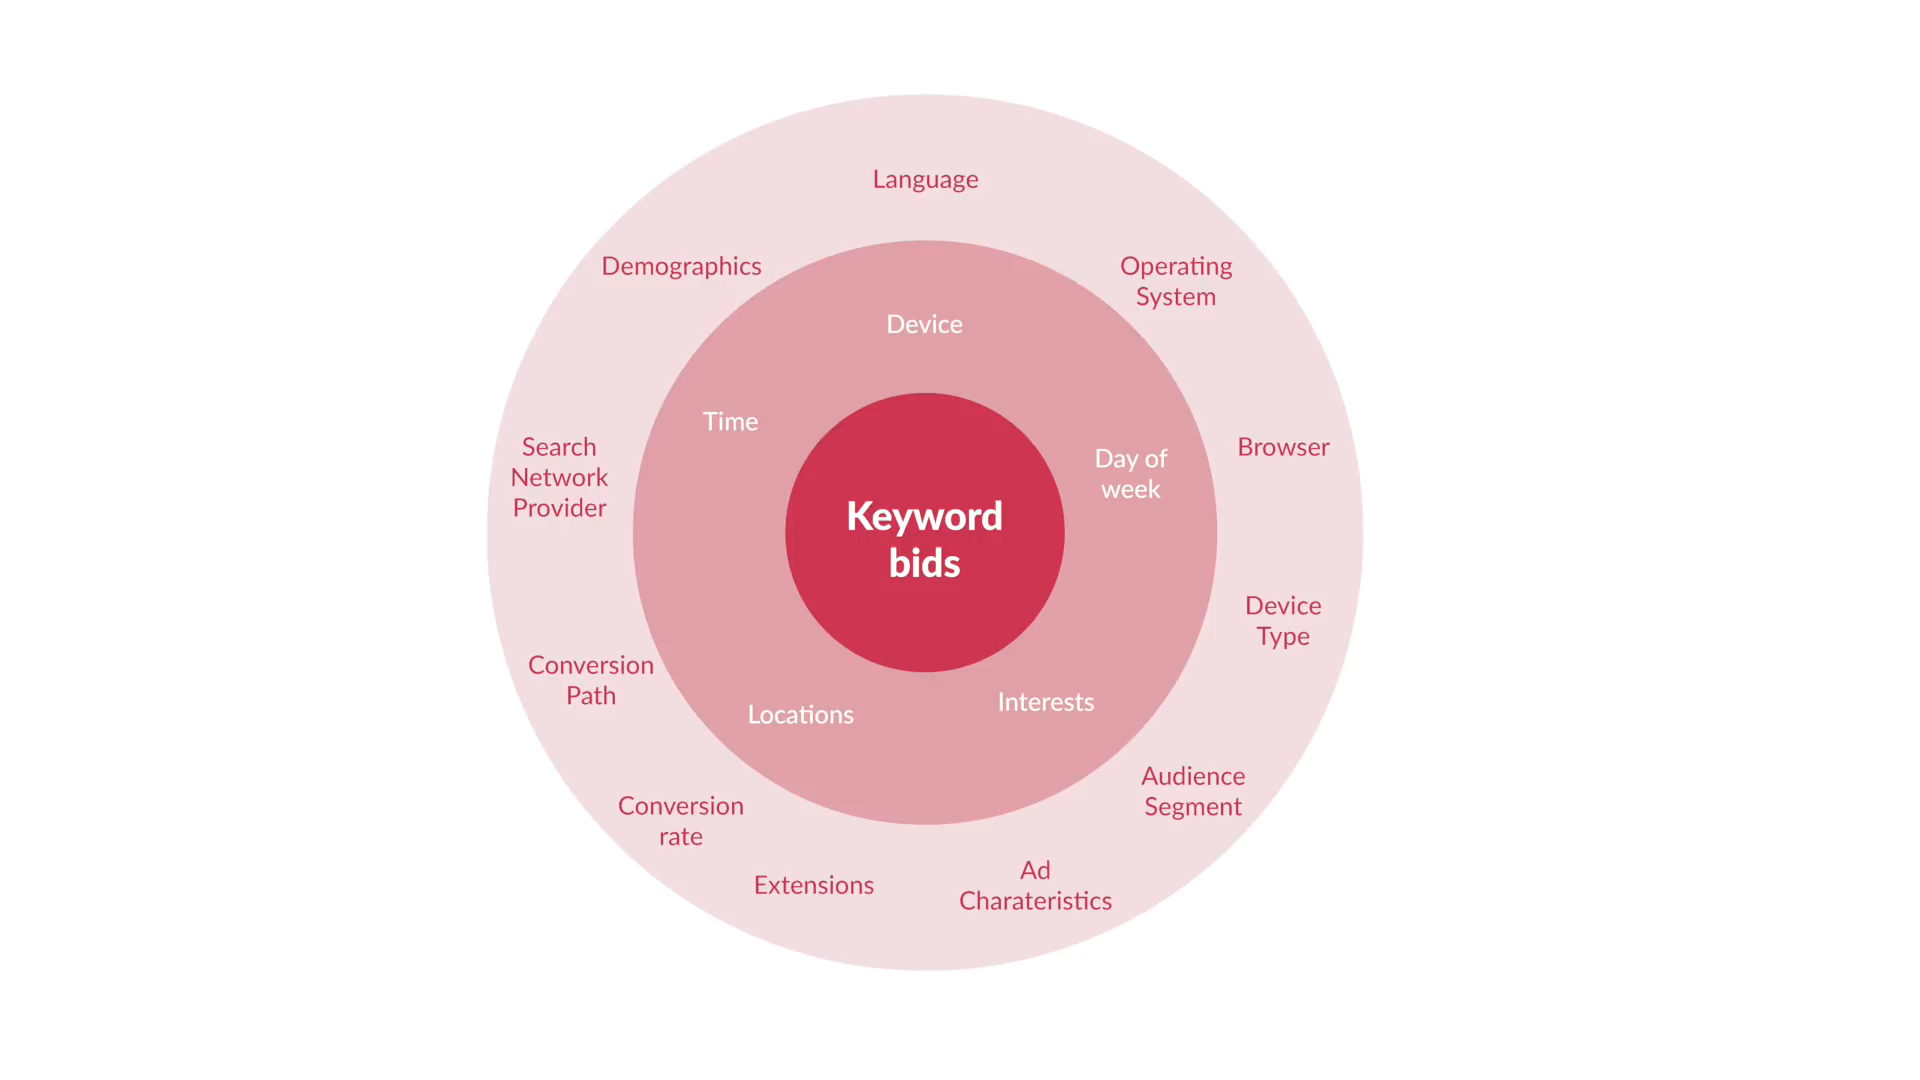 Language
Demographics
Operating
System
Device
Time
Search
Network
Provider
Day of
week
Browser
Keyword
bids
Device
Type
Conversion
Path
Locations
Interests
Audience
Segment
Conversion
rate
Extensions
Ad
Charateristics